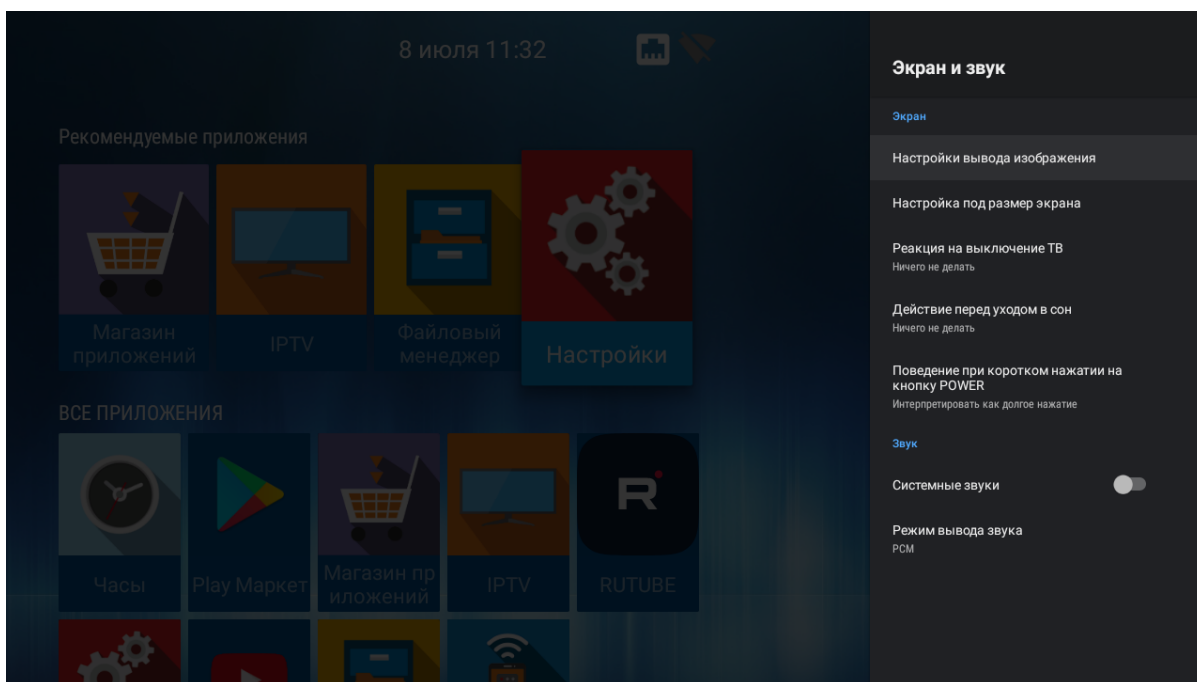 8 июля 11:32
Рекомендуемые приложения
Магазин
приложений
IPTV
Файловый
менеджер
Настройки
ВСЕ ПРИЛОЖЕНИЯ
Часы
Play Маркет
Магазин пр
иложений
IPTV
R
RUTUBE
Экран и звук
Экран
Настройки вывода изображения
Настройка под размер экрана
Реакция на выключение ТВ
Ничего не делать
Действие перед уходом в сон
Ничего не делать
Поведение при коротком нажатии на
кнопку POWER
Интерпретировать как долгое нажатие
Звук
Системные звуки
Режим вывода звука
PCM